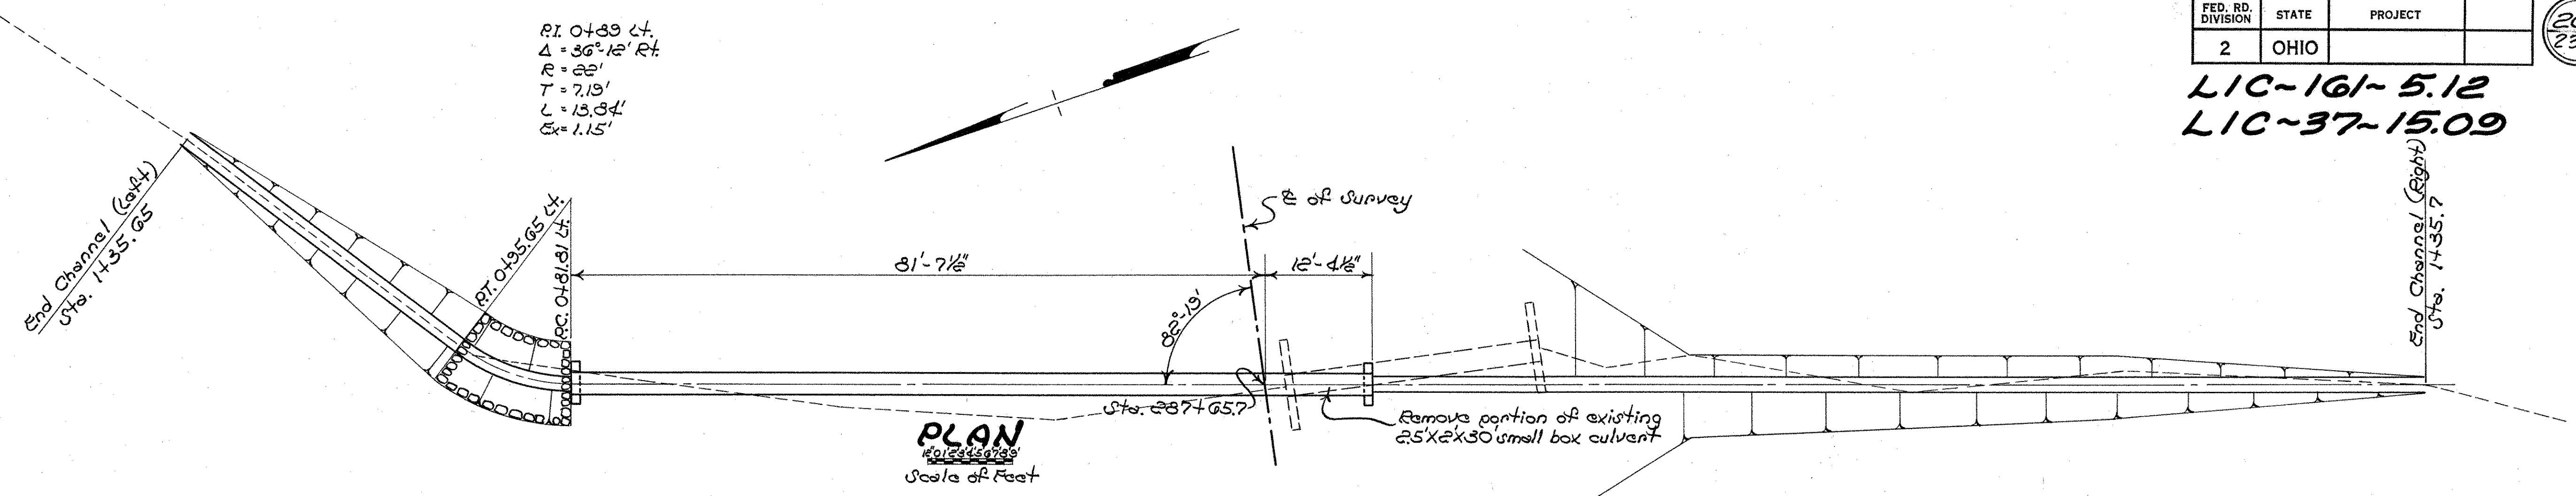 P.I. 0+89 Lt.
Δ = 36°-12' Rt.
R = 22'
T = 7.19'
L = 13.84'
Ex = 1.15'
FED. RD. DIVISION STATE PROJECT
2 OHIO
LIC~161~5.12
LIC~37~15.09
End Channel (Left)
Sta. 1+35.65
P.T. 0+95.65 Lt.
P.C. 0+81.81 Lt.
81'-7½"
12'-4½"
℄ of Survey
82°-19'
Sta. 287+65.7
Remove portion of existing
2.5'X2'X30' small box culvert
End Channel (Right)
Sta. 1+35.7
PLAN
Scale of Feet